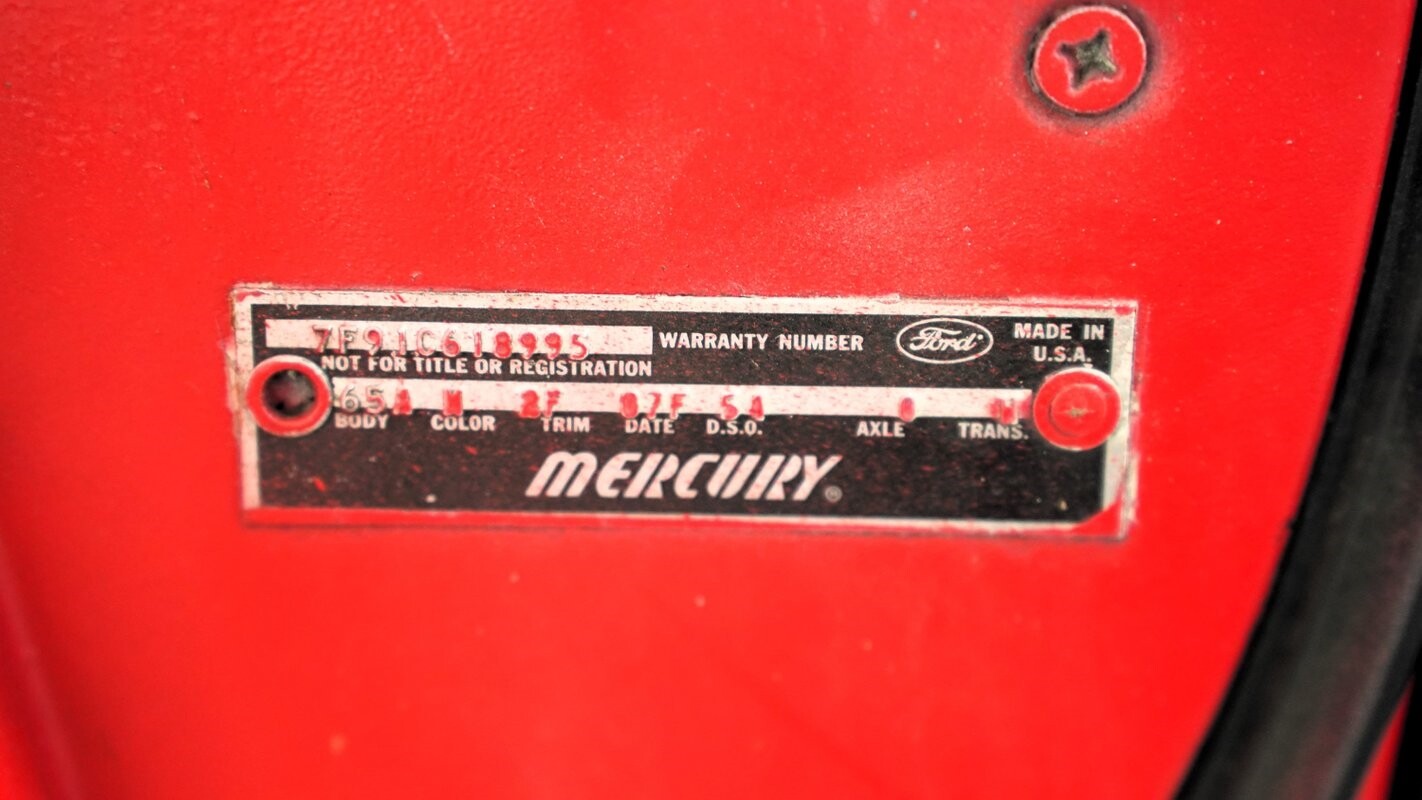 7F91C618995 WARRANTY NUMBER Ford MADE IN
NOT FOR TITLE OR REGISTRATION U.S.A.
65A 2F 07F 5A
BODY COLOR TRIM DATE D.S.O. AXLE TRANS.
MERCURY®